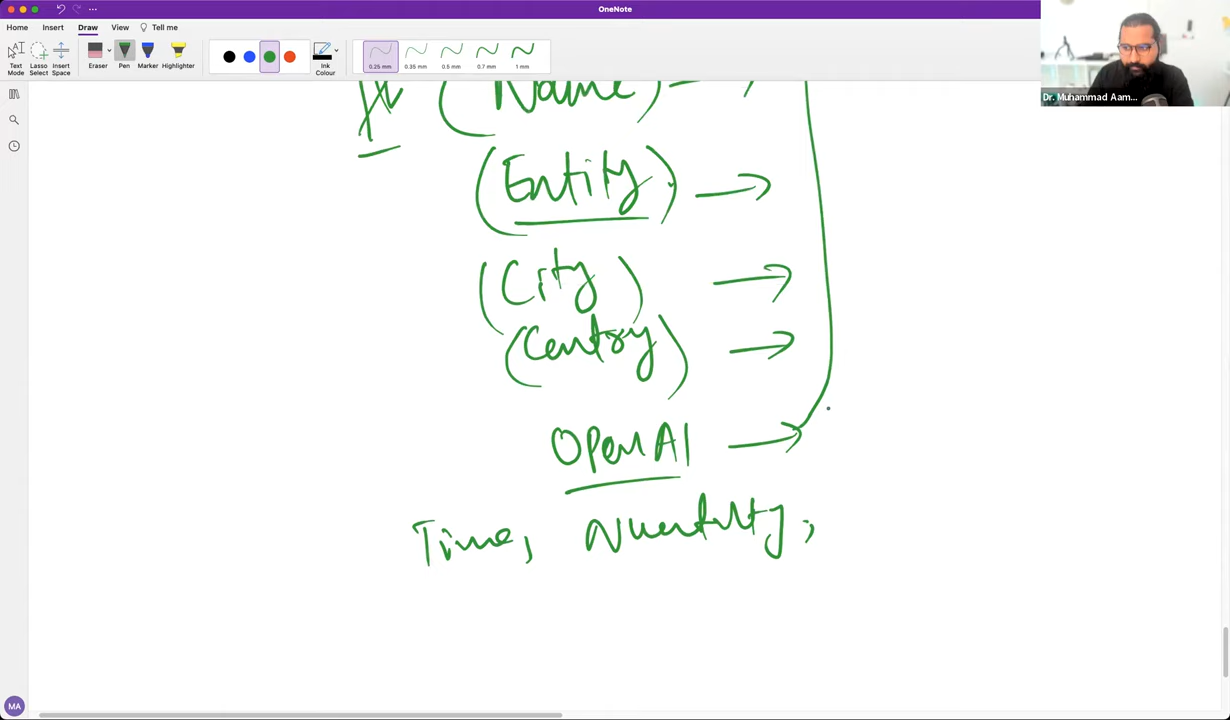 OneNote
Home Insert Draw View Tell me
Text Mode Lasso Select Insert Space Eraser Pen Marker Highlighter Ink Colour 0.25 mm 0.35 mm 0.5 mm 0.7 mm 1 mm
Dr. Muhammad Aam...
(Name) →
(Entity) →
(City) →
(Centry) →
OPenAI →
Time,
MA